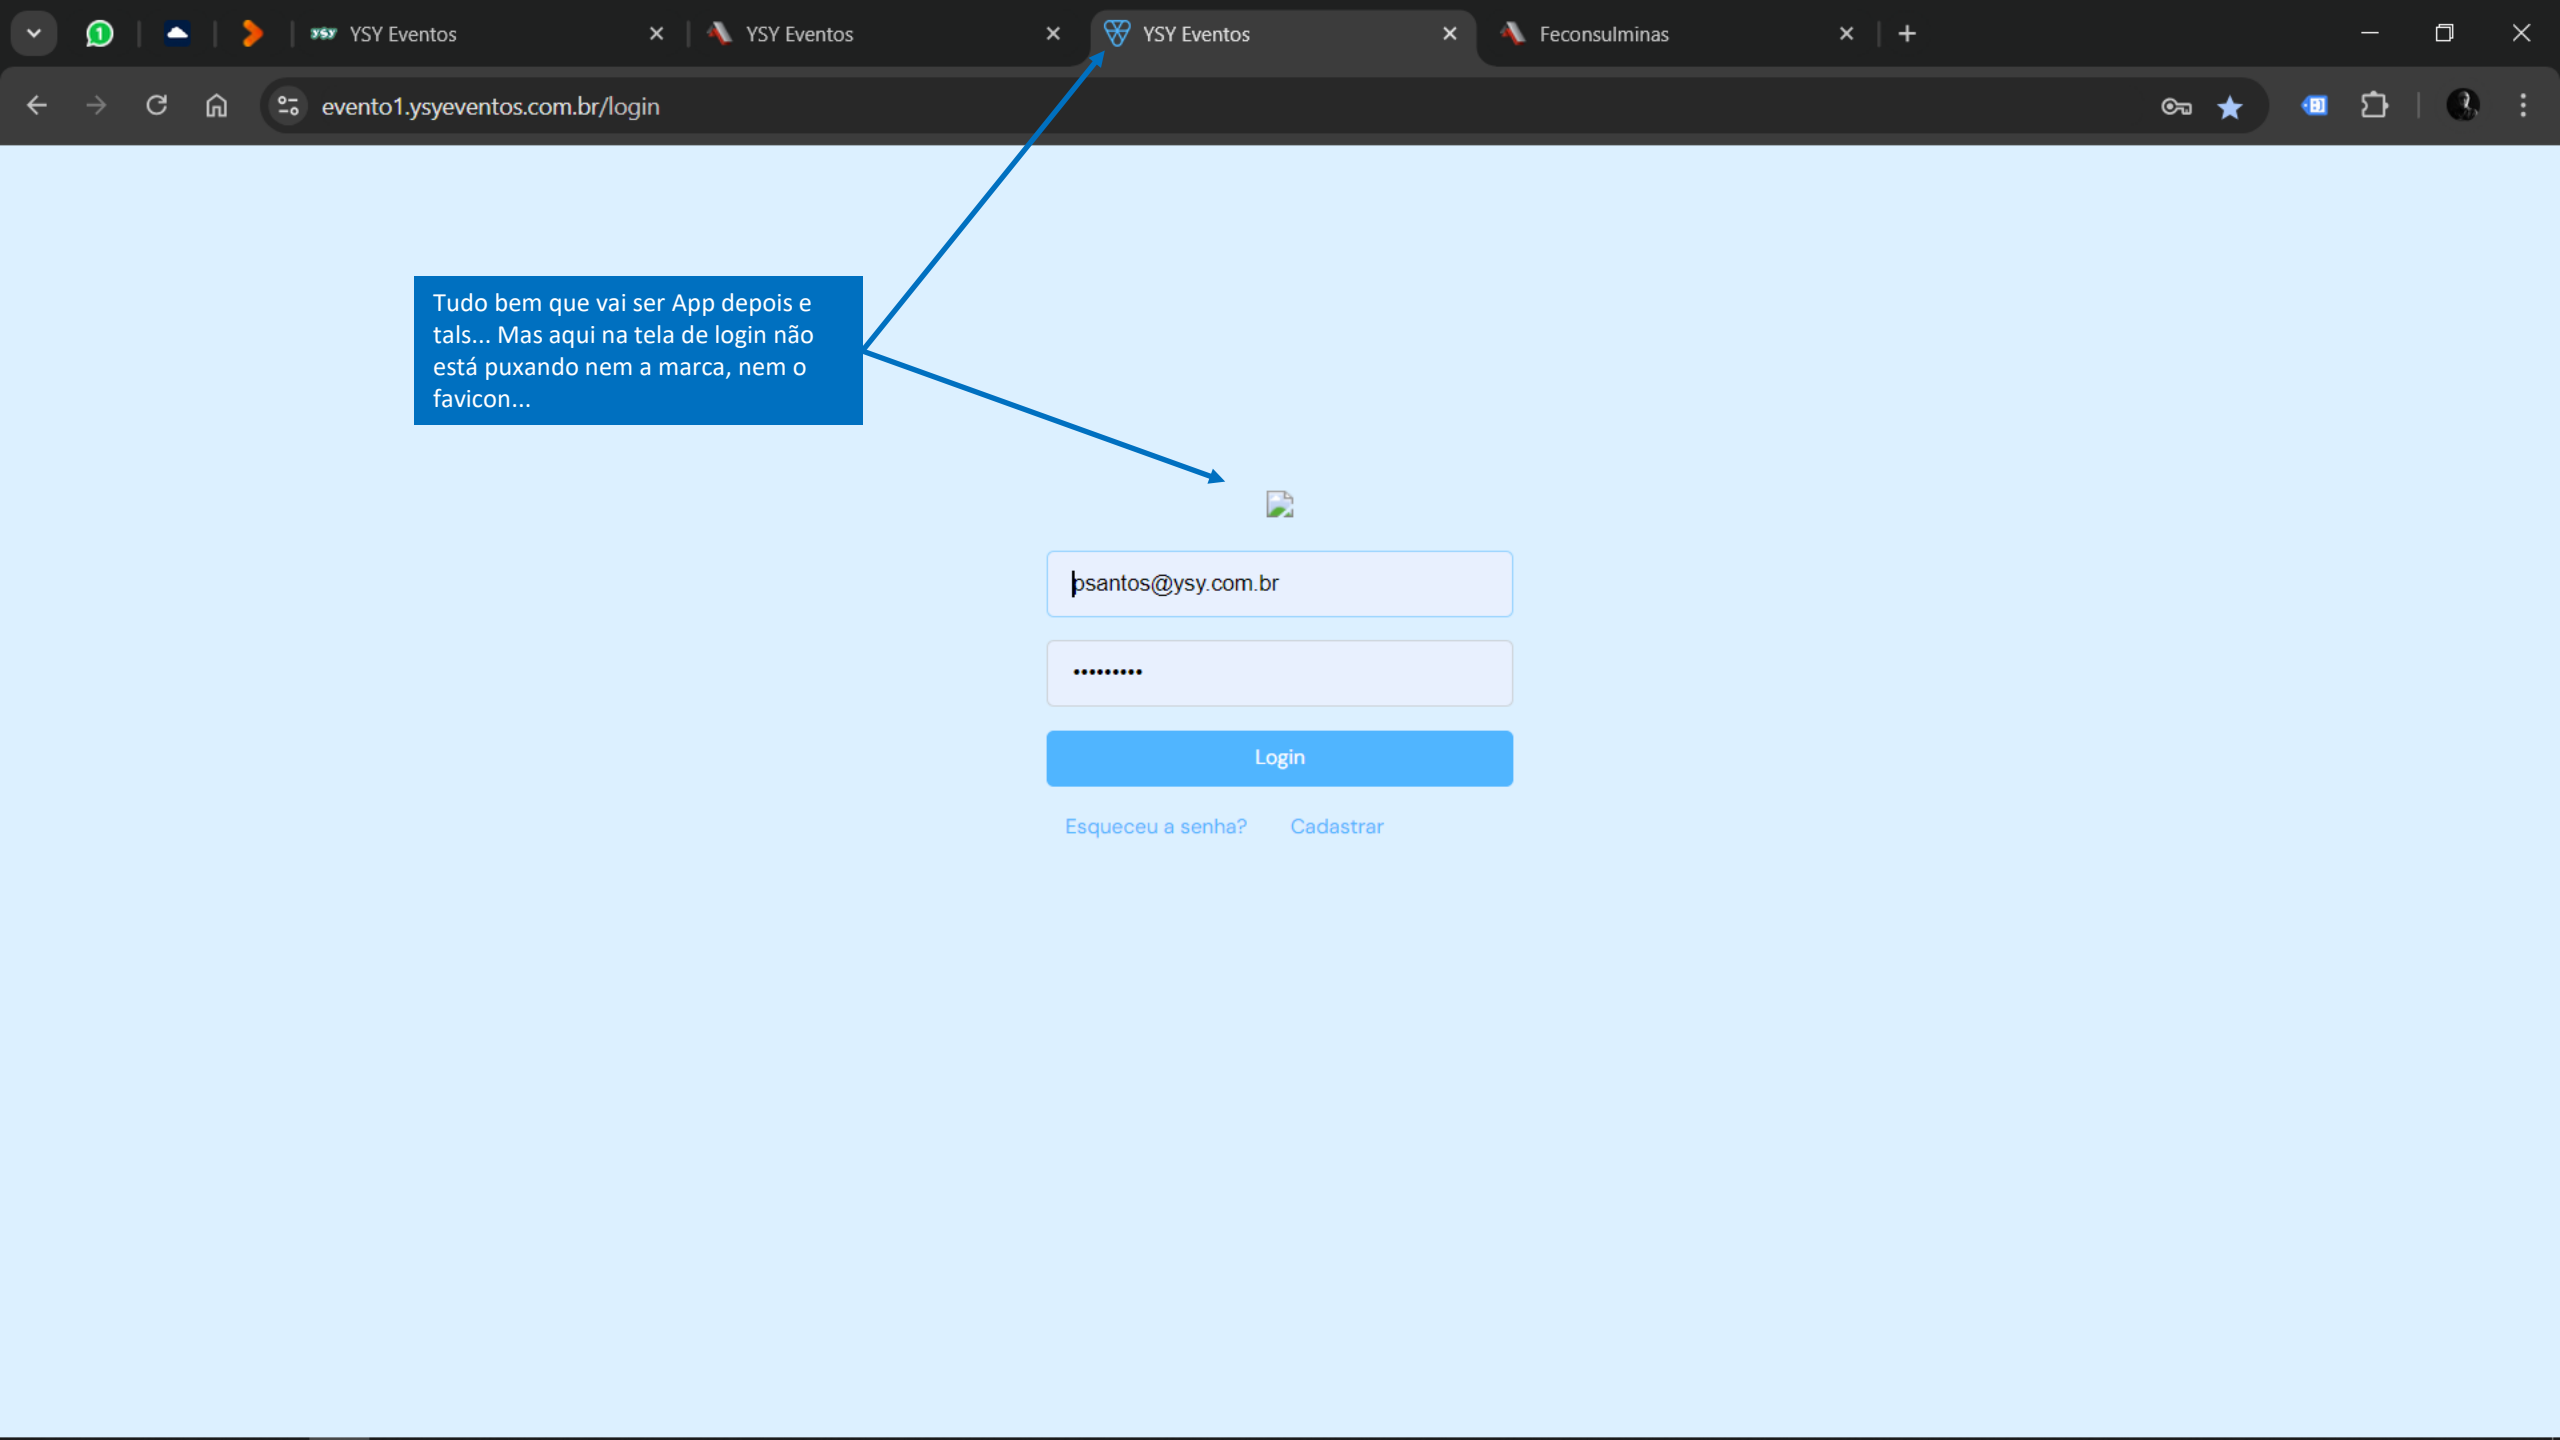 1
ysy YSY Eventos
YSY Eventos
YSY Eventos
Feconsulminas
evento1.ysyeventos.com.br/login
Tudo bem que vai ser App depois e
tals... Mas aqui na tela de login não
está puxando nem a marca, nem o
favicon...
psantos@ysy.com.br
•••••••••
Login
Esqueceu a senha? Cadastrar